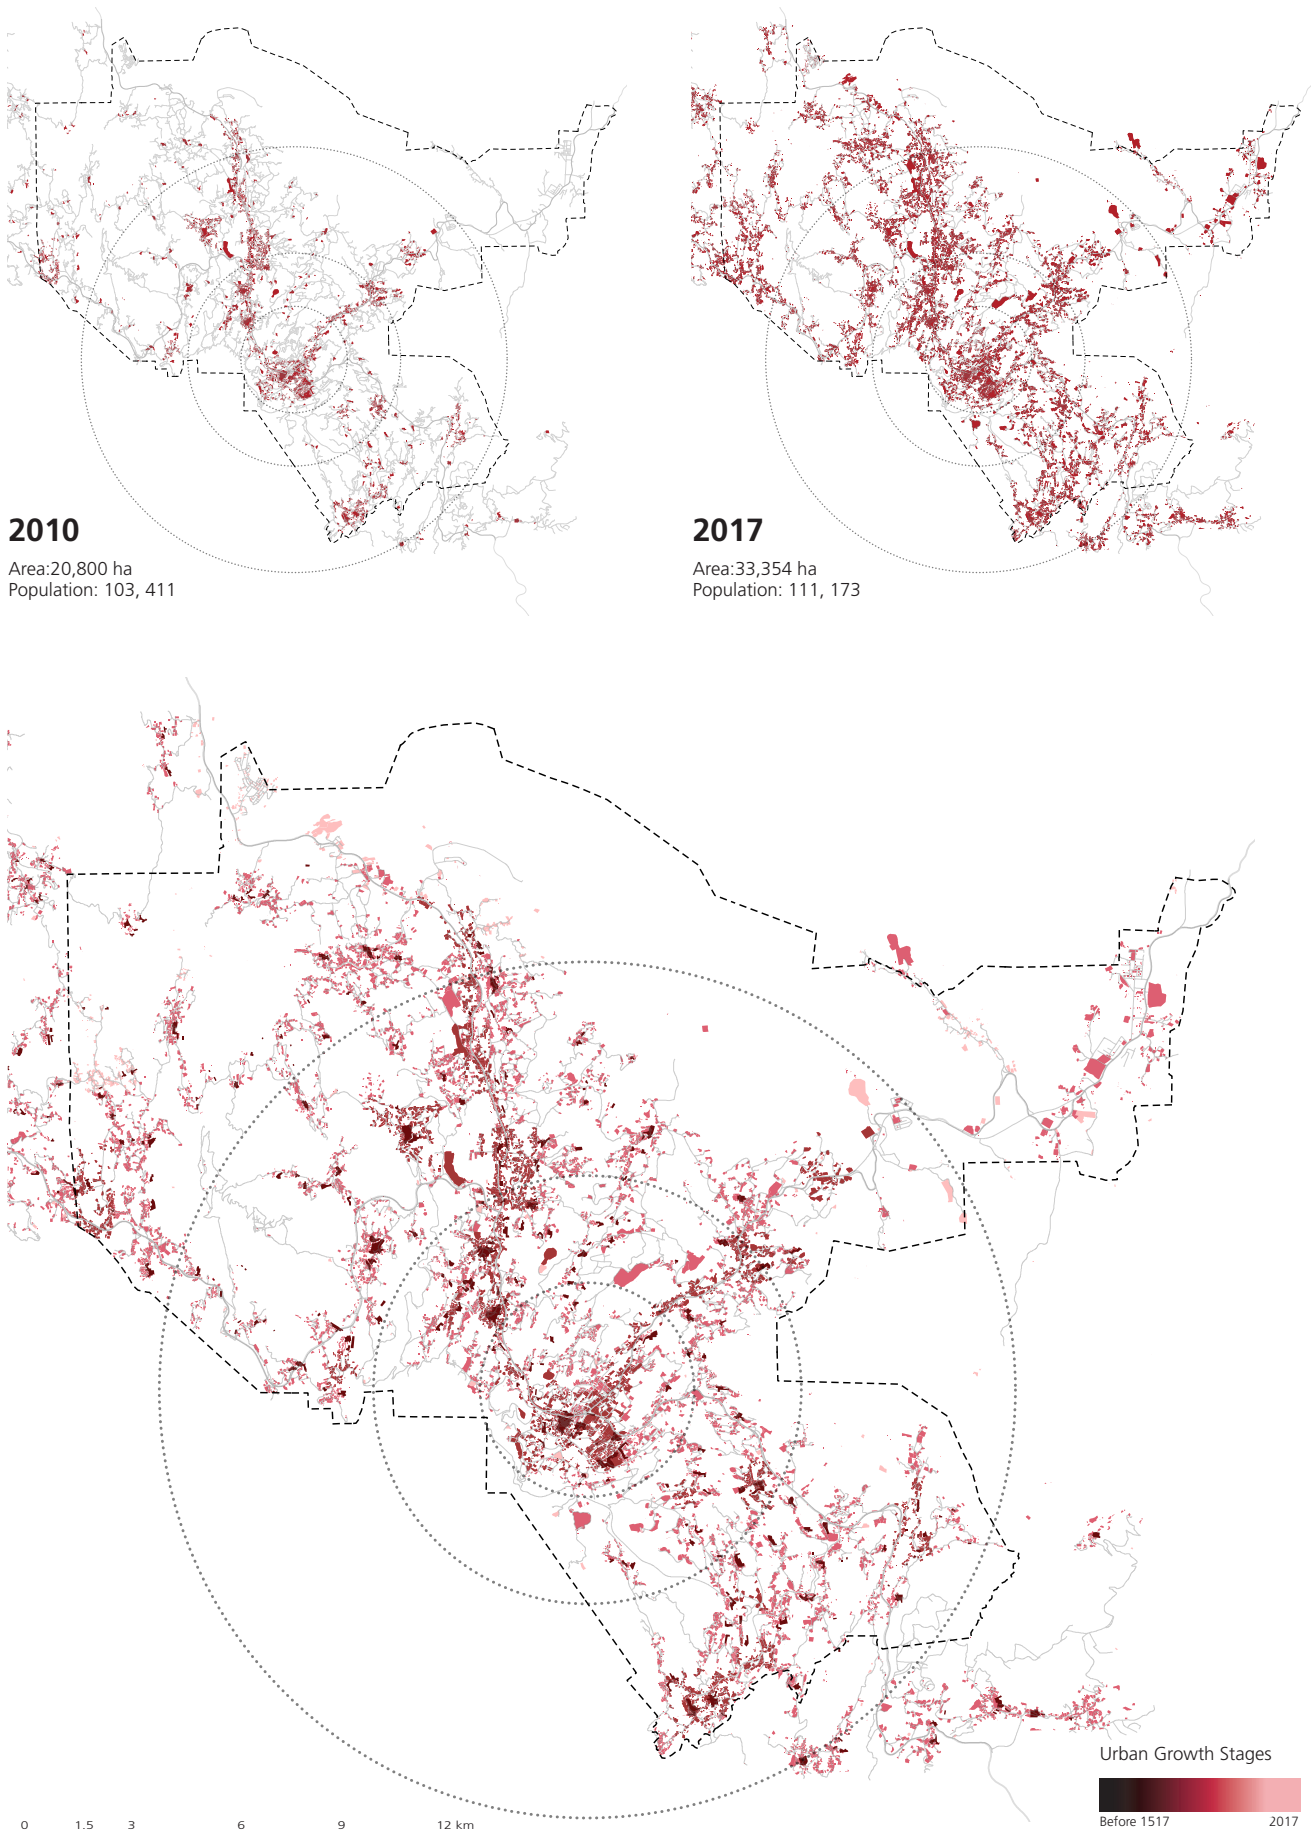 2010
Area:20,800 ha
Population: 103, 411
2017
Area:33,354 ha
Population: 111, 173
Urban Growth Stages
Before 1517 2017
0 1.5 3 6 9 12 km